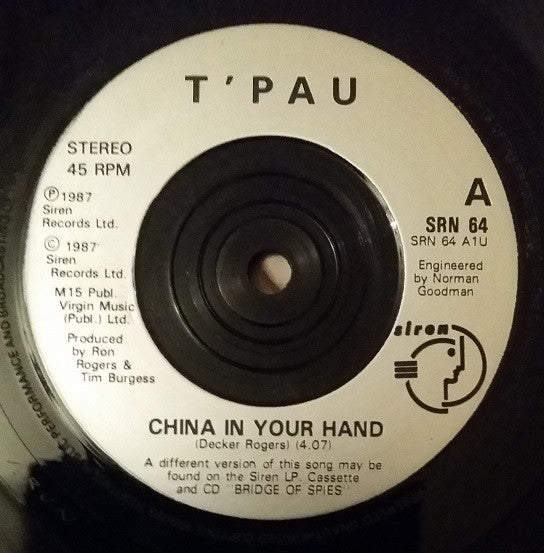 T'PAU
STEREO
45 RPM
Ⓟ 1987
Siren
Records Ltd.
© 1987
Siren
Records Ltd.
M15 Publ.
Virgin Music
(Publ.) Ltd.
Produced
by Ron
Rogers &
Tim Burgess
A
SRN 64
SRN 64 A1U
Engineered
by Norman
Goodman
siren
CHINA IN YOUR HAND
(Decker Rogers) (4.07)
A different version of this song may be
found on the Siren LP. Cassette
and CD "BRIDGE OF SPIES"
PERFORMANCE AND BROADCASTING